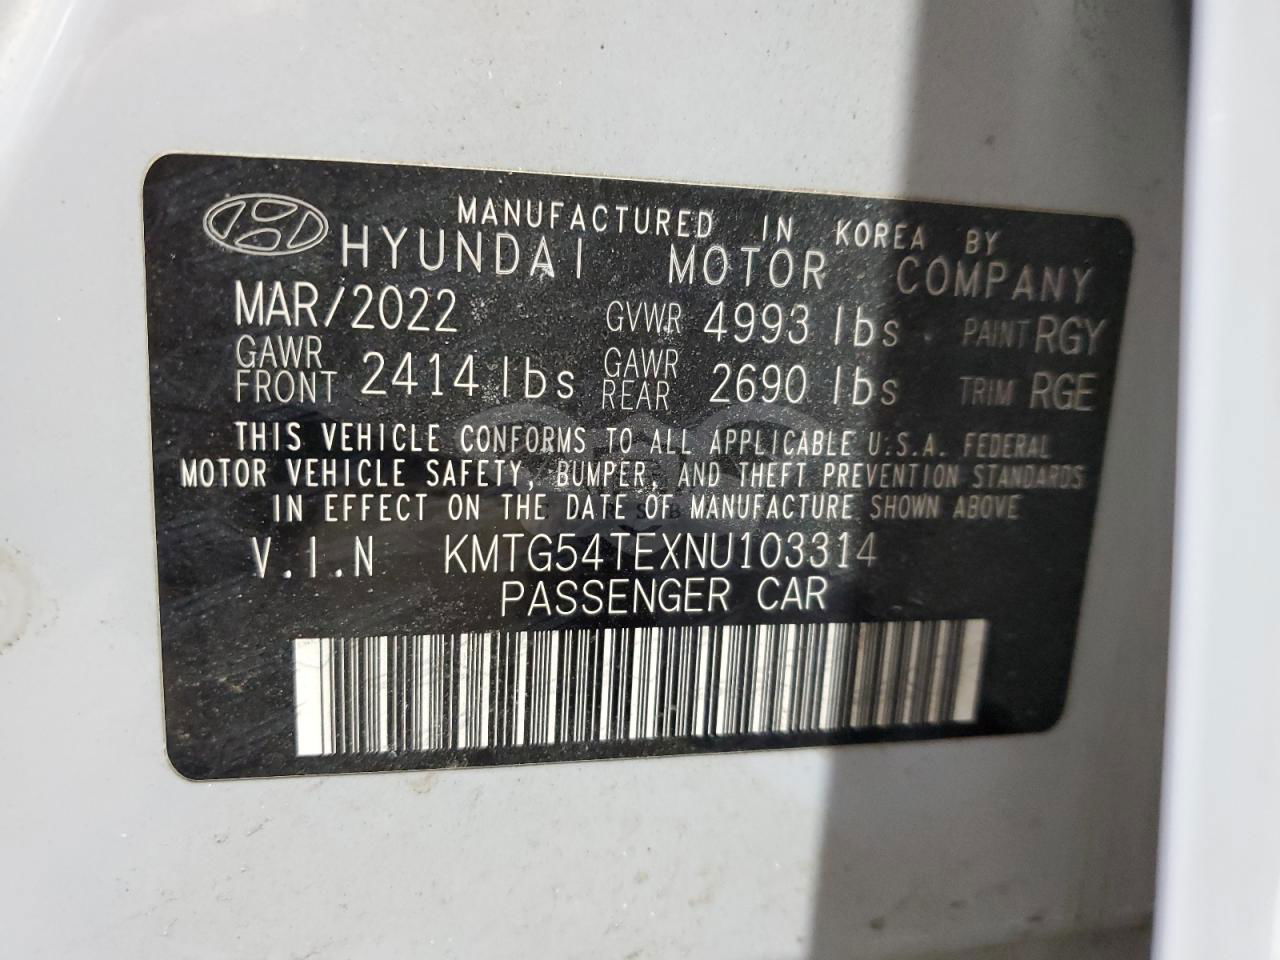 MANUFACTURED IN KOREA BY
HYUNDAI MOTOR COMPANY
MAR/2022 GVWR 4993 lbs PAINT RGY
GAWR FRONT 2414 lbs GAWR REAR 2690 lbs TRIM RGE
THIS VEHICLE CONFORMS TO ALL APPLICABLE U.S.A. FEDERAL
MOTOR VEHICLE SAFETY, BUMPER, AND THEFT PREVENTION STANDARDS
IN EFFECT ON THE DATE OF MANUFACTURE SHOWN ABOVE
V.I.N KMTG54TEXNU103314
PASSENGER CAR